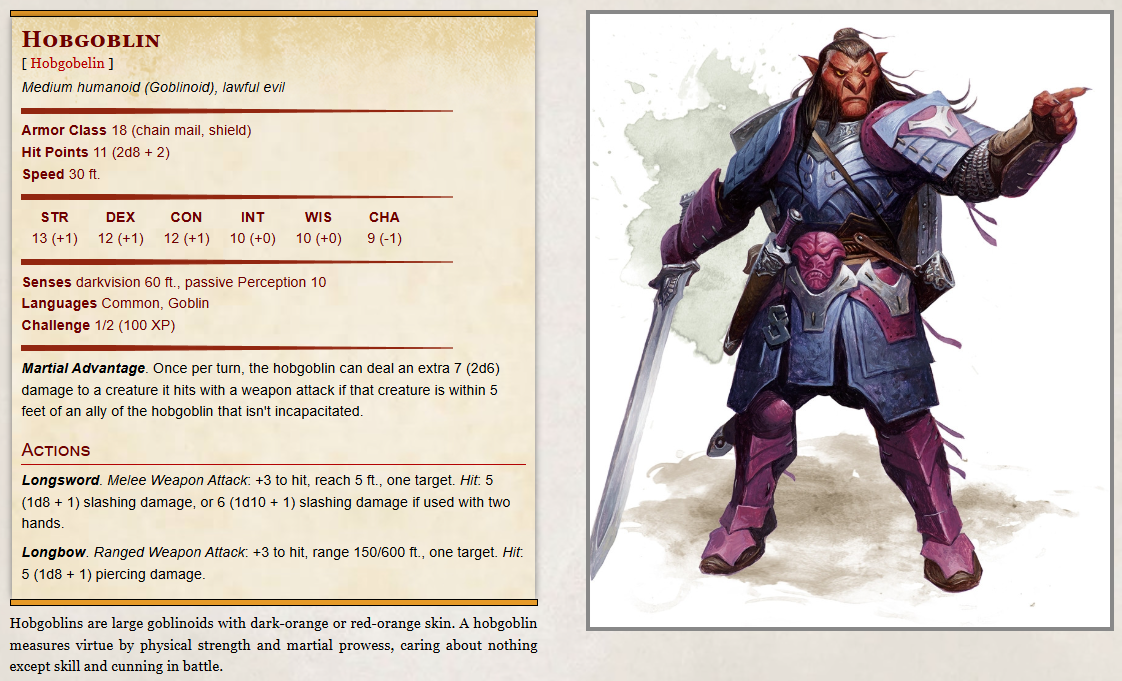 Hobgoblin
[ Hobgobelin ]
Medium humanoid (Goblinoid), lawful evil
Armor Class 18 (chain mail, shield)
Hit Points 11 (2d8 + 2)
Speed 30 ft.
STR DEX CON INT WIS CHA
13 (+1) 12 (+1) 12 (+1) 10 (+0) 10 (+0) 9 (-1)
Senses darkvision 60 ft., passive Perception 10
Languages Common, Goblin
Challenge 1/2 (100 XP)
Martial Advantage. Once per turn, the hobgoblin can deal an extra 7 (2d6)
damage to a creature it hits with a weapon attack if that creature is within 5
feet of an ally of the hobgoblin that isn't incapacitated.
Actions
Longsword. Melee Weapon Attack: +3 to hit, reach 5 ft., one target. Hit: 5
(1d8 + 1) slashing damage, or 6 (1d10 + 1) slashing damage if used with two
hands.
Longbow. Ranged Weapon Attack: +3 to hit, range 150/600 ft., one target. Hit:
5 (1d8 + 1) piercing damage.
Hobgoblins are large goblinoids with dark-orange or red-orange skin. A hobgoblin
measures virtue by physical strength and martial prowess, caring about nothing
except skill and cunning in battle.